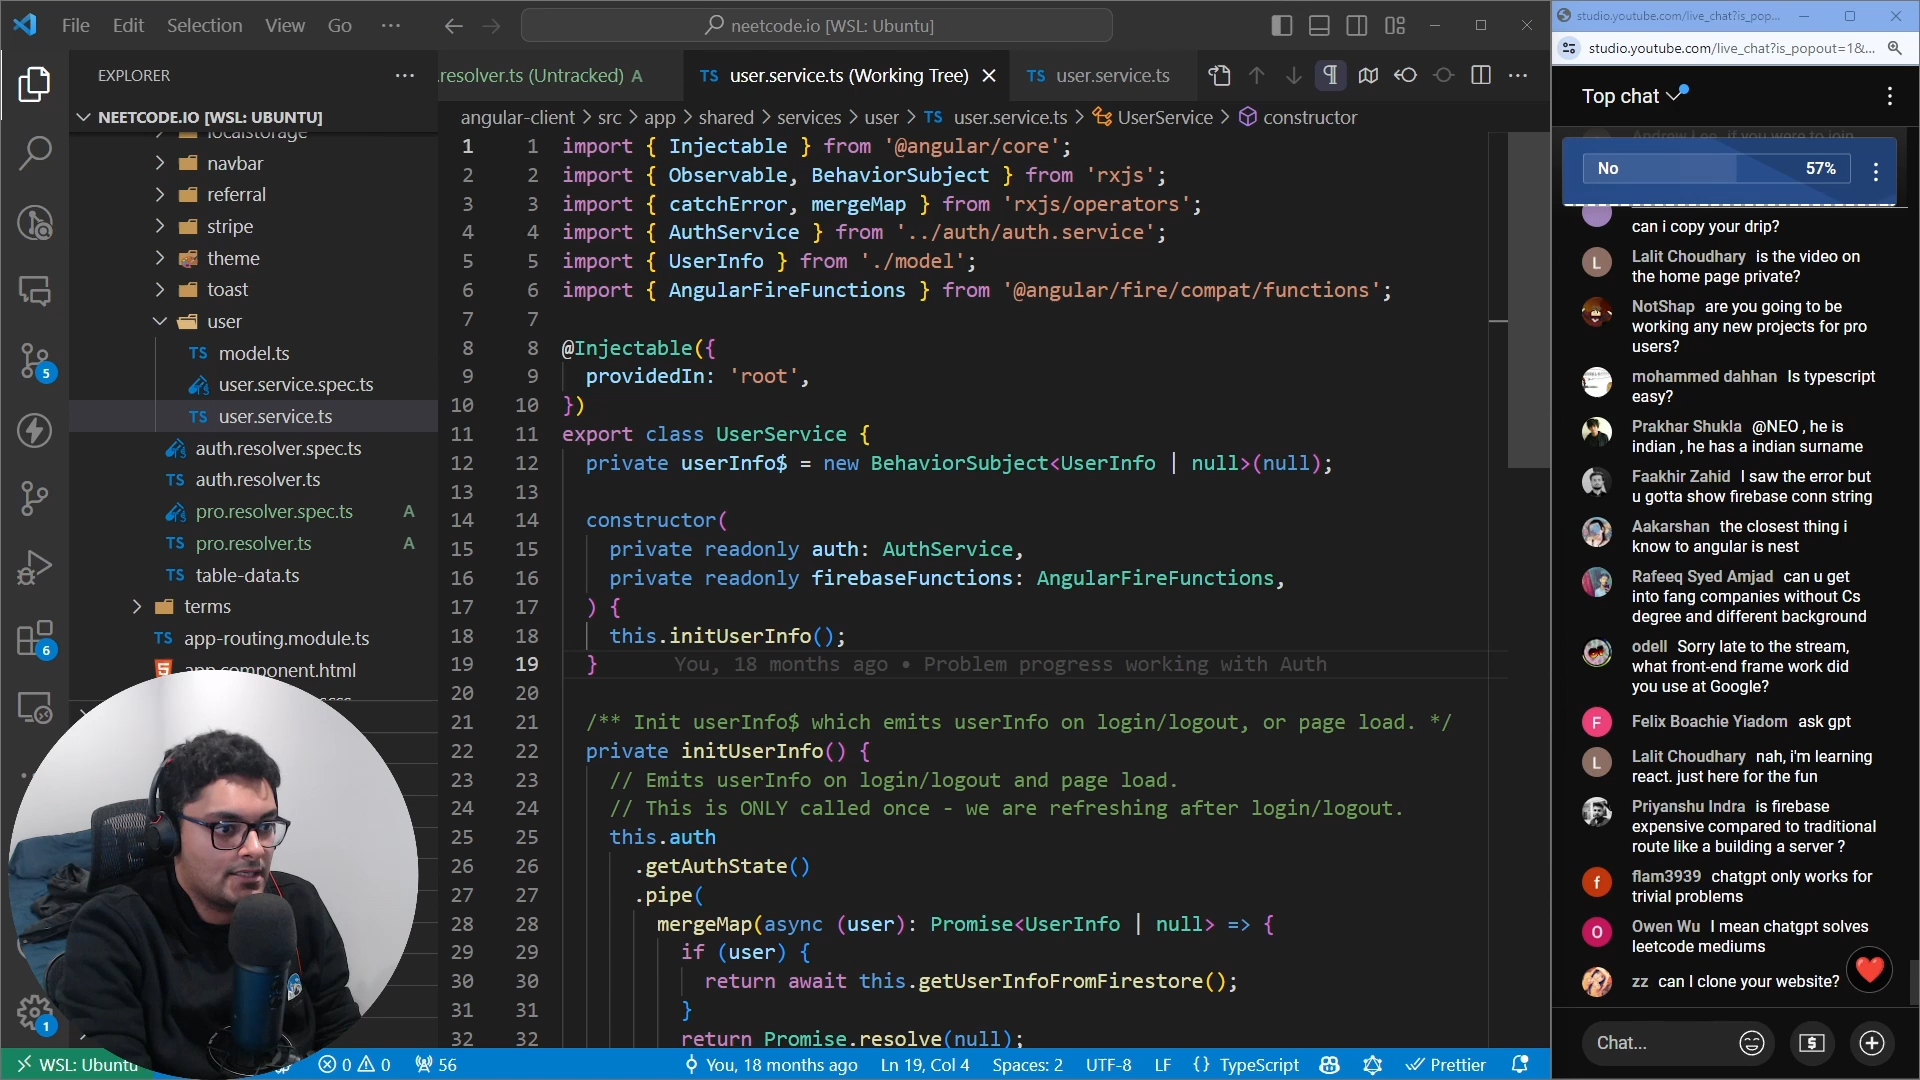 File Edit Selection View Go ···
neetcode.io [WSL: Ubuntu]
EXPLORER
NEETCODE.IO [WSL: UBUNTU]
localstorage
navbar
referral
stripe
theme
toast
user
TS model.ts
user.service.spec.ts
TS user.service.ts
auth.resolver.spec.ts
TS auth.resolver.ts
pro.resolver.spec.ts A
TS pro.resolver.ts A
TS table-data.ts
terms
TS app-routing.module.ts
app.component.html
5
6
1
.resolver.ts (Untracked) A
TS user.service.ts (Working Tree)
TS user.service.ts
angular-client > src > app > shared > services > user > TS user.service.ts > UserService > constructor
1 1 import { Injectable } from '@angular/core';
2 2 import { Observable, BehaviorSubject } from 'rxjs';
3 3 import { catchError, mergeMap } from 'rxjs/operators';
4 4 import { AuthService } from '../auth/auth.service';
5 5 import { UserInfo } from './model';
6 6 import { AngularFireFunctions } from '@angular/fire/compat/functions';
7 7
8 8 @Injectable({
9 9 providedIn: 'root',
10 10 })
11 11 export class UserService {
12 12 private userInfo$ = new BehaviorSubject<UserInfo | null>(null);
13 13
14 14 constructor(
15 15 private readonly auth: AuthService,
16 16 private readonly firebaseFunctions: AngularFireFunctions,
17 17 ) {
18 18 this.initUserInfo();
19 19 } You, 18 months ago • Problem progress working with Auth
20 20
21 21 /** Init userInfo$ which emits userInfo on login/logout, or page load. */
22 22 private initUserInfo() {
23 23 // Emits userInfo on login/logout and page load.
24 24 // This is ONLY called once - we are refreshing after login/logout.
25 25 this.auth
26 26 .getAuthState()
27 27 .pipe(
28 28 mergeMap(async (user): Promise<UserInfo | null> => {
29 29 if (user) {
30 30 return await this.getUserInfoFromFirestore();
31 31 }
32 32 return Promise.resolve(null);
WSL: Ubuntu
0 0 56
You, 18 months ago Ln 19, Col 4 Spaces: 2 UTF-8 LF {} TypeScript Prettier
studio.youtube.com/live_chat?is_pop...
studio.youtube.com/live_chat?is_popout=1&...
Top chat
Andrew Lee if you were to join
No 57%
can i copy your drip?
L Lalit Choudhary is the video on
the home page private?
NotShap are you going to be
working any new projects for pro
users?
mohammed dahhan Is typescript
easy?
Prakhar Shukla @NEO , he is
indian , he has a indian surname
Faakhir Zahid I saw the error but
u gotta show firebase conn string
Aakarshan the closest thing i
know to angular is nest
Rafeeq Syed Amjad can u get
into fang companies without Cs
degree and different background
odell Sorry late to the stream,
what front-end frame work did
you use at Google?
F Felix Boachie Yiadom ask gpt
L Lalit Choudhary nah, i'm learning
react. just here for the fun
Priyanshu Indra is firebase
expensive compared to traditional
route like a building a server ?
f flam3939 chatgpt only works for
trivial problems
O Owen Wu I mean chatgpt solves
leetcode mediums
zz can I clone your website?
Chat...